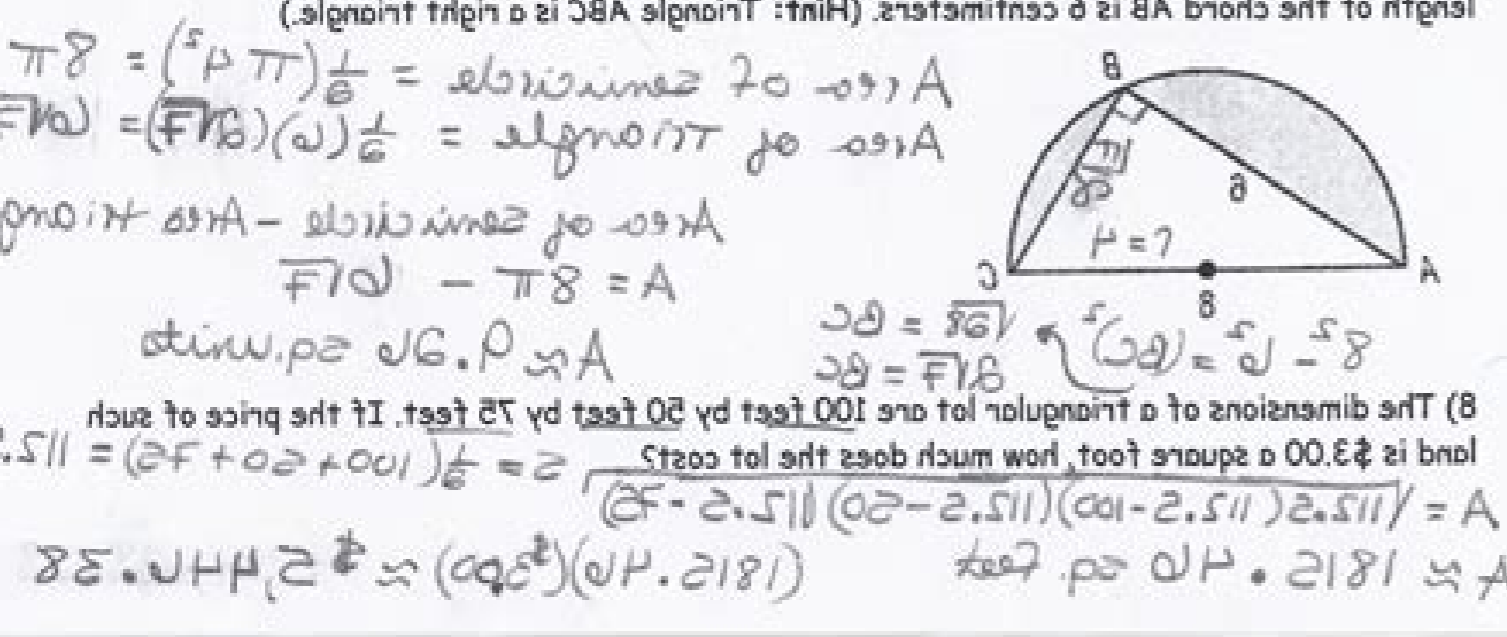 length of the chord AB is 6 centimeters. (Hint: Triangle ABC is a right triangle.)
Area of semicircle = ½(π4²) = 8π
Area of triangle = ½(6)(2√7) = 6√7
Area of semicircle - Area triang
A = 8π - 6√7
A ≈ 9.26 sq. units
B
2√7
6
r = 4
A
C
8
8² - 6² = (BC)²
√28 = BC
2√7 = BC
8) The dimensions of a triangular lot are 100 feet by 50 feet by 75 feet. If the price of such
land is $3.00 a square foot, how much does the lot cost?
S = ½(100+50+75) = 112.
A = √112.5(112.5-100)(112.5-50)(112.5-75)
A ≈ 1815.46 sq. feet
(1815.46)($3.00) ≈ $5,446.38